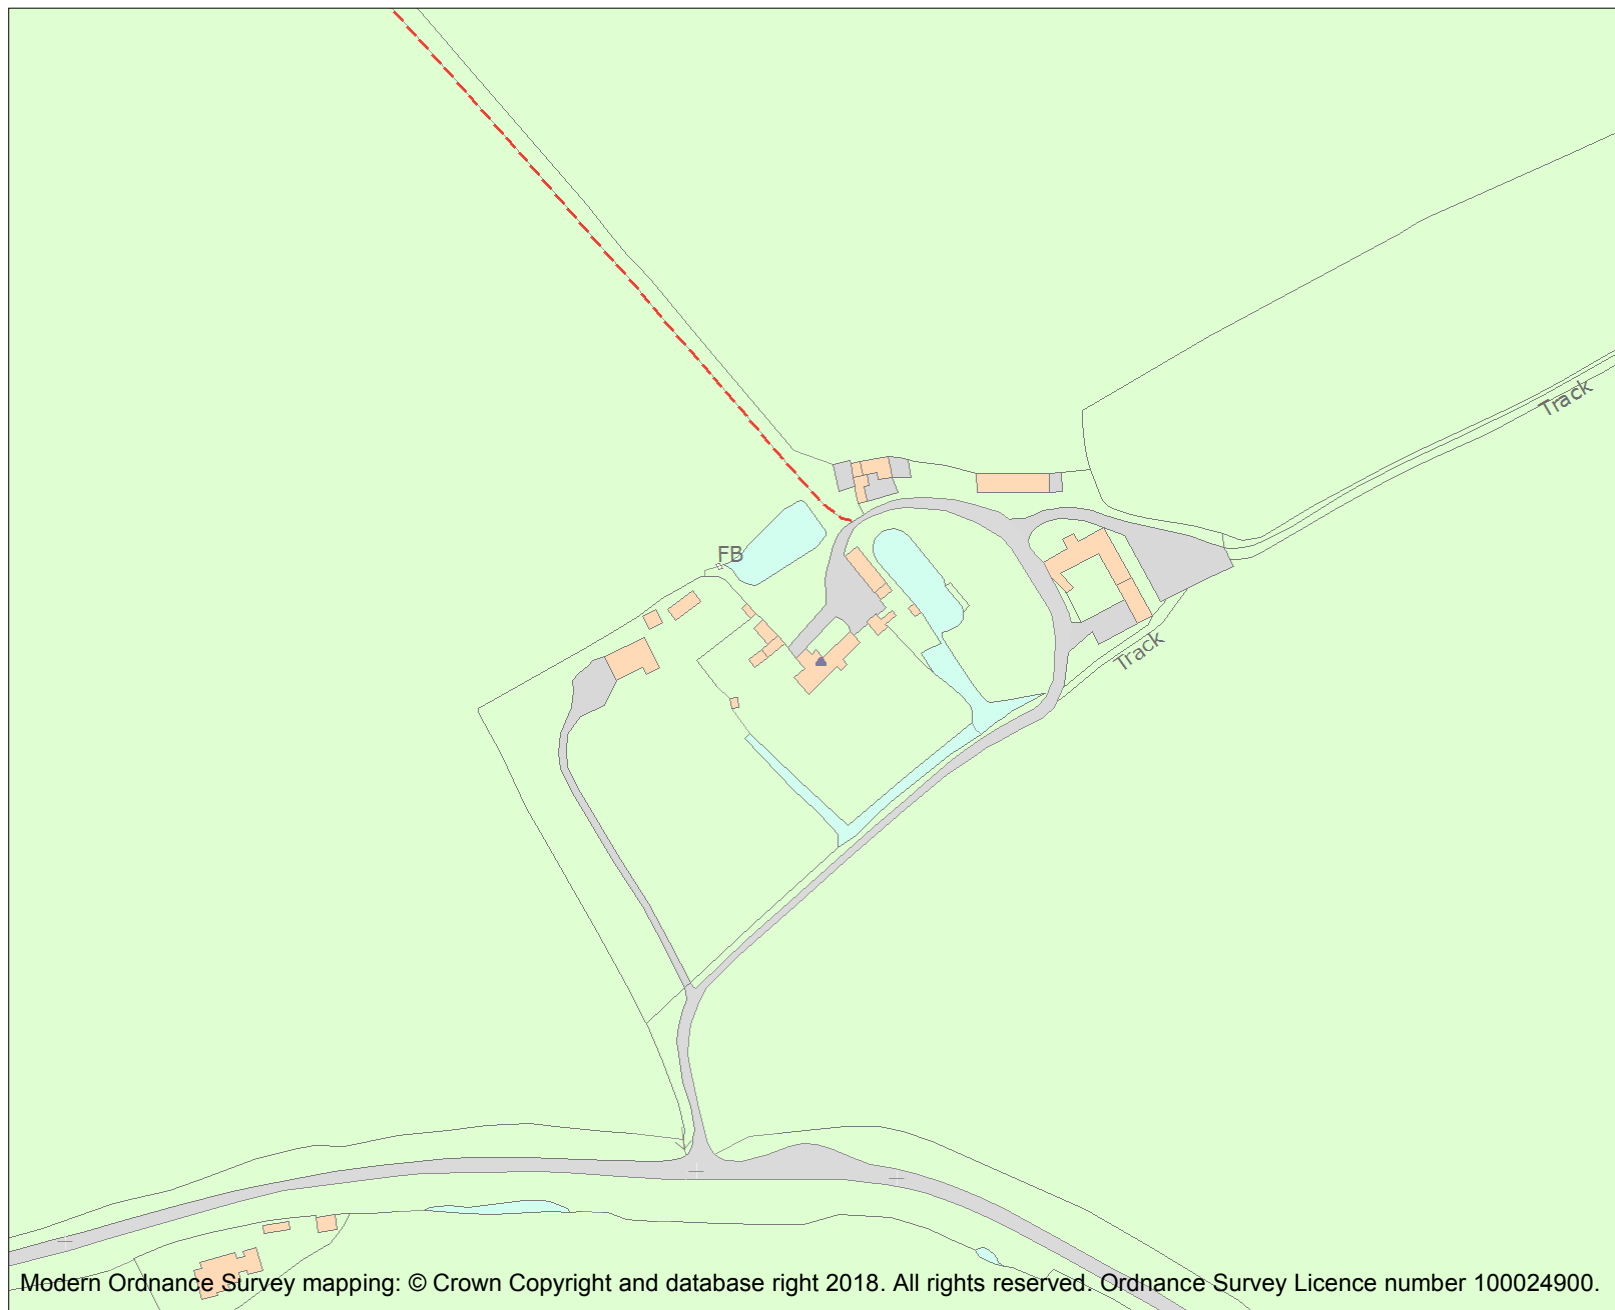 Track
FB
Track
Modern Ordnance Survey mapping: © Crown Copyright and database right 2018. All rights reserved. Ordnance Survey Licence number 100024900.